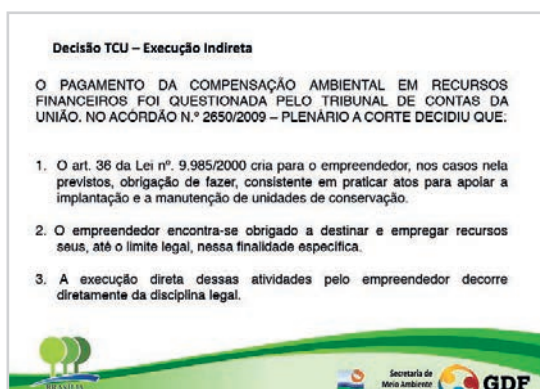 Decisão TCU – Execução Indireta
O PAGAMENTO DA COMPENSAÇÃO AMBIENTAL EM RECURSOS
FINANCEIROS FOI QUESTIONADA PELO TRIBUNAL DE CONTAS DA
UNIÃO. NO ACÓRDÃO N.º 2650/2009 – PLENÁRIO A CORTE DECIDIU QUE:
1. O art. 36 da Lei nº. 9.985/2000 cria para o empreendedor, nos casos nela
previstos, obrigação de fazer, consistente em praticar atos para apoiar a
implantação e a manutenção de unidades de conservação.
2. O empreendedor encontra-se obrigado a destinar e empregar recursos
seus, até o limite legal, nessa finalidade específica.
3. A execução direta dessas atividades pelo empreendedor decorre
diretamente da disciplina legal.
BRASÍLIA
Secretaria de
Meio Ambiente
GDF